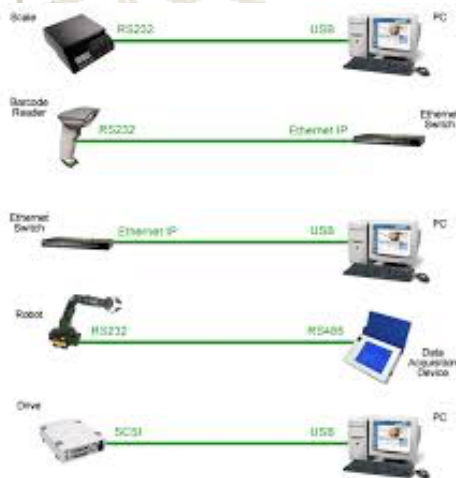 Scale
RS232
USB
PC
Barcode
Reader
RS232
Ethernet IP
Ethernet
Switch
Ethernet
Switch
Ethernet IP
USB
PC
Robot
RS232
RS485
Data
Acquisition
Device
Drive
SCSI
USB
PC